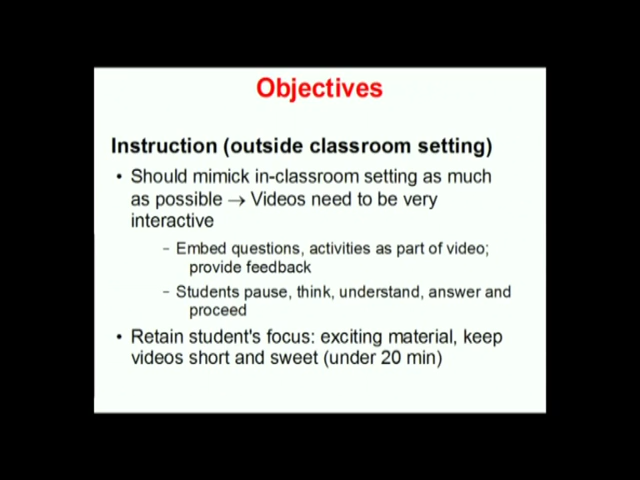 Objectives
Instruction (outside classroom setting)
• Should mimick in-classroom setting as much
as possible → Videos need to be very
interactive
– Embed questions, activities as part of video;
provide feedback
– Students pause, think, understand, answer and
proceed
• Retain student's focus: exciting material, keep
videos short and sweet (under 20 min)